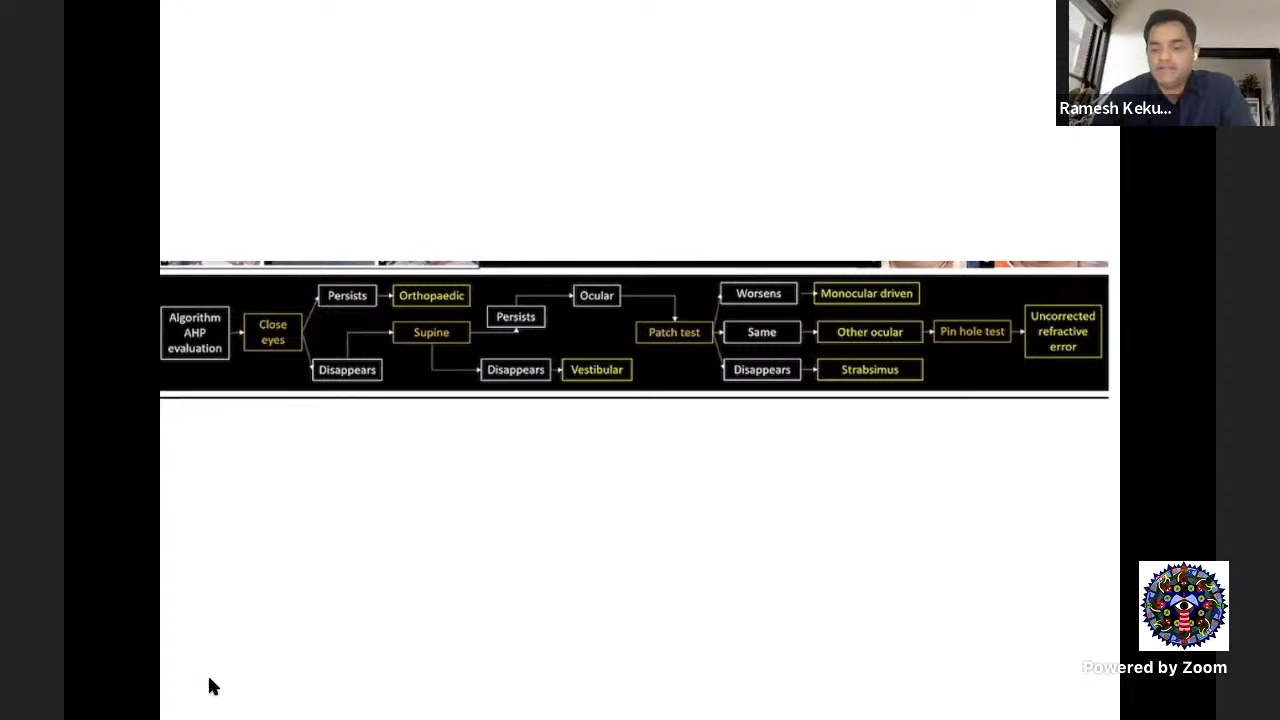 Ramesh Keku...
Algorithm
AHP
evaluation
Close
eyes
Persists
Orthopaedic
Disappears
Supine
Persists
Ocular
Disappears
Vestibular
Patch test
Worsens
Monocular driven
Same
Other ocular
Pin hole test
Uncorrected
refractive
error
Disappears
Strabsimus
Powered by Zoom